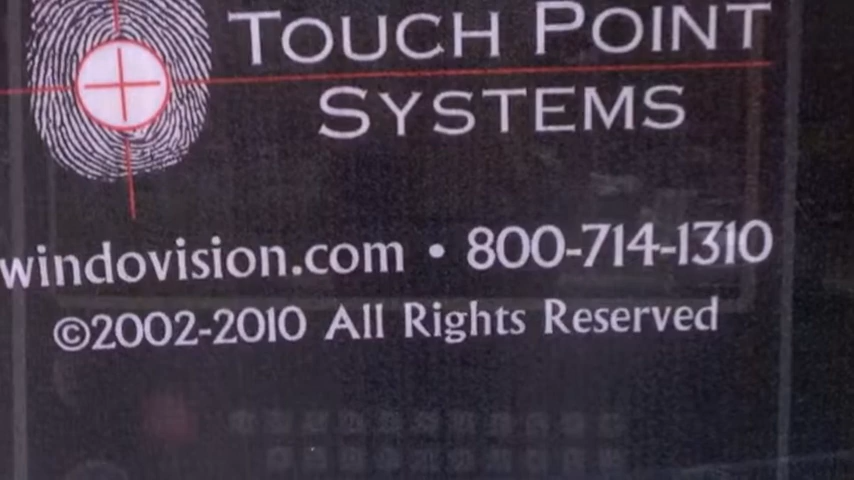 TOUCH POINT
SYSTEMS
windovision.com • 800-714-1310
©2002-2010 All Rights Reserved